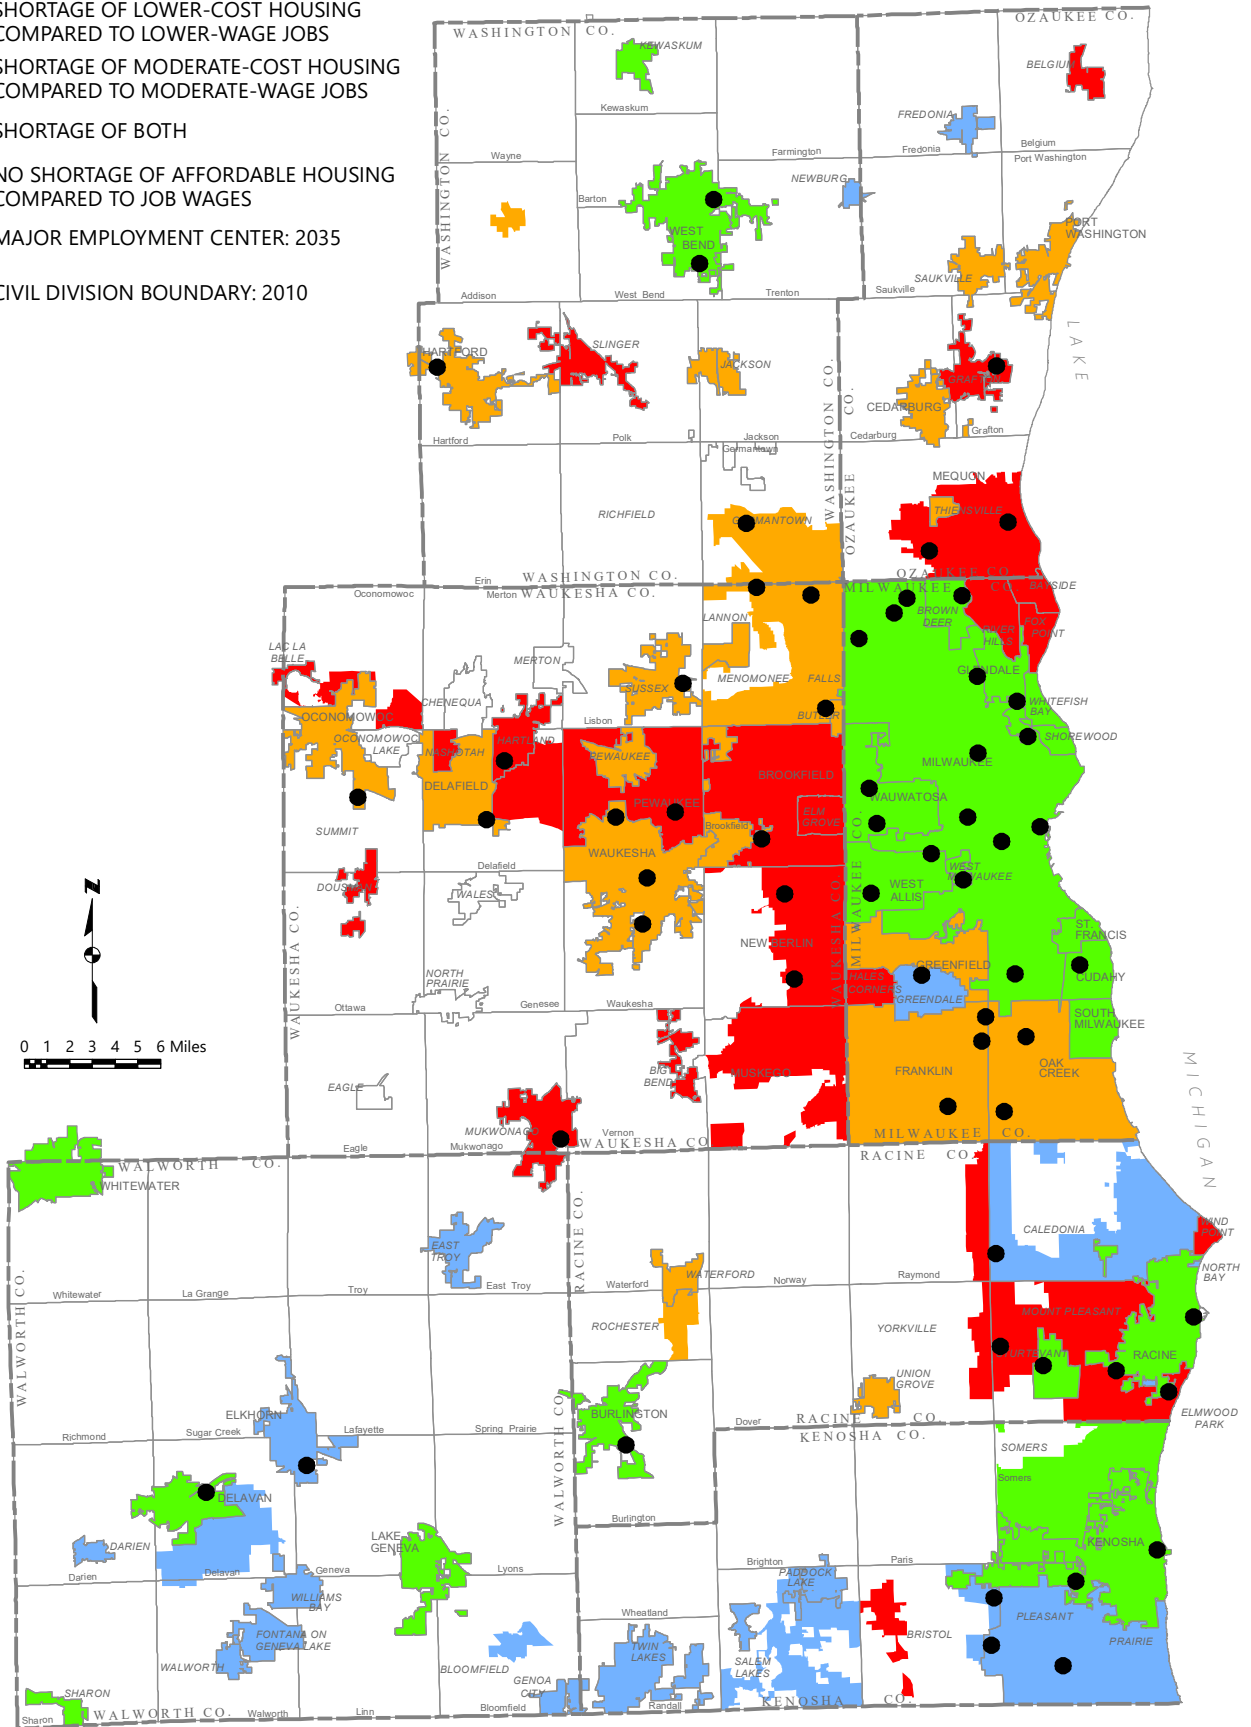 SHORTAGE OF LOWER-COST HOUSING
COMPARED TO LOWER-WAGE JOBS
SHORTAGE OF MODERATE-COST HOUSING
COMPARED TO MODERATE-WAGE JOBS
SHORTAGE OF BOTH
NO SHORTAGE OF AFFORDABLE HOUSING
COMPARED TO JOB WAGES
MAJOR EMPLOYMENT CENTER: 2035
CIVIL DIVISION BOUNDARY: 2010
WASHINGTON CO.
OZAUKEE CO.
KEWASKUM
BELGIUM
Kewaskum
FREDONIA
WASHINGTON CO.
Wayne
Farmington
Fredonia
Belgium
Port Washington
NEWBURG
Barton
WEST
BEND
PORT
WASHINGTON
SAUKVILLE
Addison
West Bend
Trenton
Saukville
LAKE
HARTFORD
SLINGER
JACKSON
GRAFTON
CEDARBURG
WASHINGTON CO.
OZAUKEE CO.
Hartford
Polk
Jackson
Cedarburg
Grafton
Germantown
MEQUON
RICHFIELD
GERMANTOWN
THIENSVILLE
Erin
WASHINGTON CO.
OZAUKEE CO.
Oconomowoc
Merton
WAUKESHA CO.
MILWAUKEE CO.
BAYSIDE
LANNON
BROWN
DEER
FOX
POINT
RIVER
HILLS
LAC LA
BELLE
MERTON
CHENEQUA
SUSSEX
MENOMONEE
FALLS
GLENDALE
WHITEFISH
BAY
OCONOMOWOC
Lisbon
BUTLER
SHOREWOOD
OCONOMOWOC
LAKE
NASHOTAH
HARTLAND
PEWAUKEE
BROOKFIELD
MILWAUKEE
DELAFIELD
PEWAUKEE
WAUWATOSA
ELM
GROVE
SUMMIT
Brookfield
WAUKESHA
Delafield
WEST
MILWAUKEE
DOUSMAN
WALES
WEST
ALLIS
WAUKESHA CO.
MILWAUKEE CO.
ST.
FRANCIS
NEW BERLIN
GREENFIELD
CUDAHY
WAUKESHA CO.
NORTH
PRAIRIE
HALES
CORNERS
GREENDALE
Ottawa
Genesee
Waukesha
SOUTH
MILWAUKEE
N
0 1 2 3 4 5 6 Miles
BIG
BEND
MUSKEGO
FRANKLIN
OAK
CREEK
EAGLE
MICHIGAN
MUKWONAGO
Vernon
Eagle
Mukwonago
WAUKESHA CO
MILWAUKEE CO.
RACINE CO.
WALWORTH CO.
WHITEWATER
EAST
TROY
RACINE CO.
CALEDONIA
WIND
POINT
NORTH
BAY
WATERFORD
Waterford
Norway
Raymond
Whitewater
La Grange
Troy
East Troy
WALWORTH CO.
ROCHESTER
YORKVILLE
MOUNT PLEASANT
STURTEVANT
RACINE
UNION
GROVE
ELMWOOD
PARK
ELKHORN
BURLINGTON
Richmond
Sugar Creek
Lafayette
Spring Prairie
Dover
RACINE CO
KENOSHA CO.
WALWORTH CO.
SOMERS
Somers
DELAVAN
Burlington
LAKE
GENEVA
KENOSHA
DARIEN
Darien
Delavan
Geneva
Lyons
Brighton
Paris
PADDOCK
LAKE
WILLIAMS
BAY
Wheatland
PLEASANT
PRAIRIE
FONTANA ON
GENEVA LAKE
BRISTOL
TWIN
LAKES
SALEM
LAKES
WALWORTH
BLOOMFIELD
GENOA
CITY
SHARON
Sharon
WALWORTH CO.
Walworth
Linn
Bloomfield
Randall
KENOSHA CO.